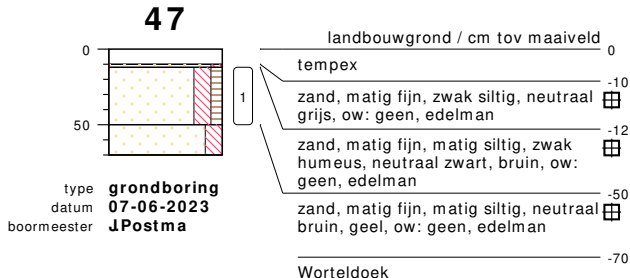 47
landbouwgrond / cm tov maaiveld
0
0
tempex
-10
zand, matig fijn, zwak siltig, neutraal
grijs, ow: geen, edelman
-12
1
50
zand, matig fijn, matig siltig, zwak
humeus, neutraal zwart, bruin, ow:
geen, edelman
-50
zand, matig fijn, matig siltig, neutraal
bruin, geel, ow: geen, edelman
-70
Worteldoek
type grondboring
datum 07-06-2023
boormeester J.Postma